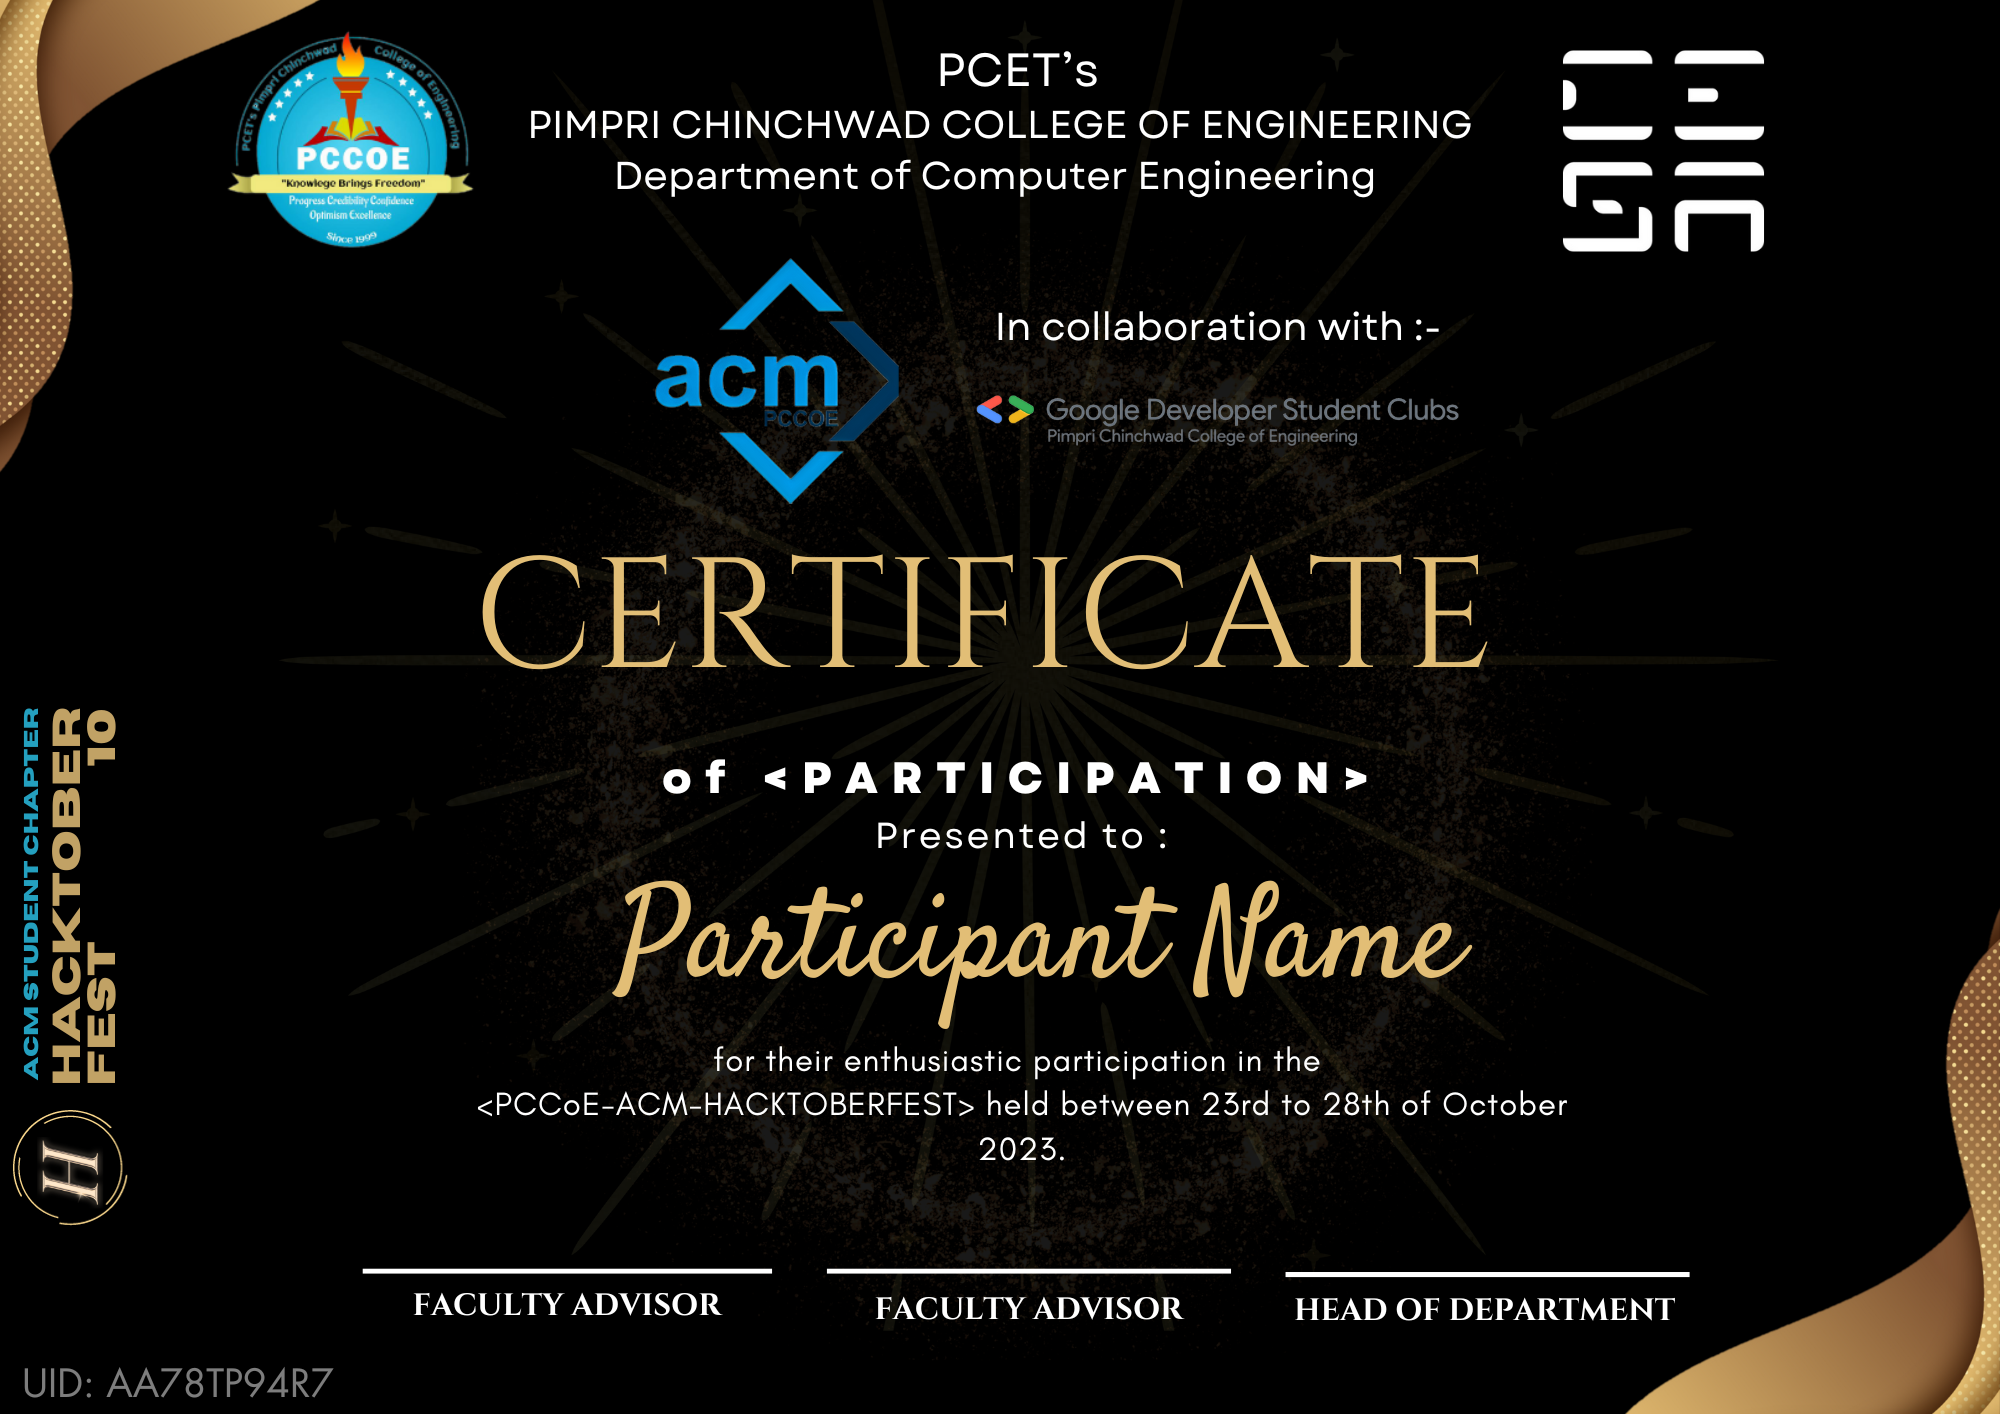 PCET's Pimpri Chinchwad College of Engineering
PCCOE
"Knowlege Brings Freedom"
Progress Credibility Confidence
Optimism Excellence
Since 1999
PCET's
PIMPRI CHINCHWAD COLLEGE OF ENGINEERING
Department of Computer Engineering
CE
SA
acm
PCCOE
In collaboration with :-
Google Developer Student Clubs
Pimpri Chinchwad College of Engineering
CERTIFICATE
of <PARTICIPATION>
Presented to :
Participant Name
for their enthusiastic participation in the
<PCCoE-ACM-HACKTOBERFEST> held between 23rd to 28th of October
2023.
ACM STUDENT CHAPTER
HACKTOBER
FEST 10
H
FACULTY ADVISOR
FACULTY ADVISOR
HEAD OF DEPARTMENT
UID: AA78TP94R7